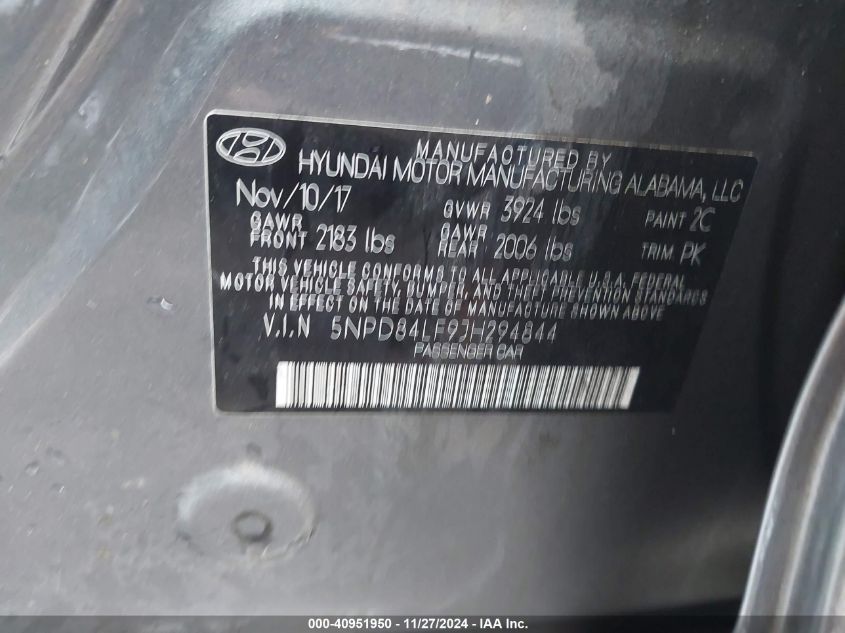 MANUFACTURED BY
HYUNDAI MOTOR MANUFACTURING ALABAMA, LLC
Nov/10/17 GVWR 3924 lbs PAINT 2C
GAWR FRONT 2183 lbs GAWR REAR 2006 lbs TRIM PK
THIS VEHICLE CONFORMS TO ALL APPLICABLE U.S.A. FEDERAL
MOTOR VEHICLE SAFETY, BUMPER, AND THEFT PREVENTION STANDARDS
IN EFFECT ON THE DATE OF MANUFACTURE SHOWN ABOVE.
V.I.N 5NPD84LF9JH294844
PASSENGER CAR
000-40951950 - 11/27/2024 - IAA Inc.